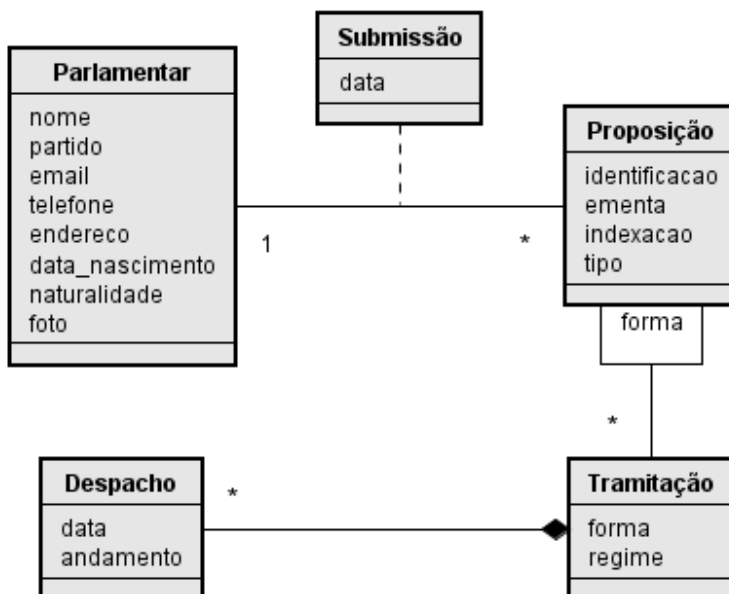 Submissão
data
Parlamentar
nome
partido
email
telefone
endereco
data_nascimento
naturalidade
foto
1
*
Proposição
identificacao
ementa
indexacao
tipo
forma
*
Despacho
data
andamento
*
Tramitação
forma
regime